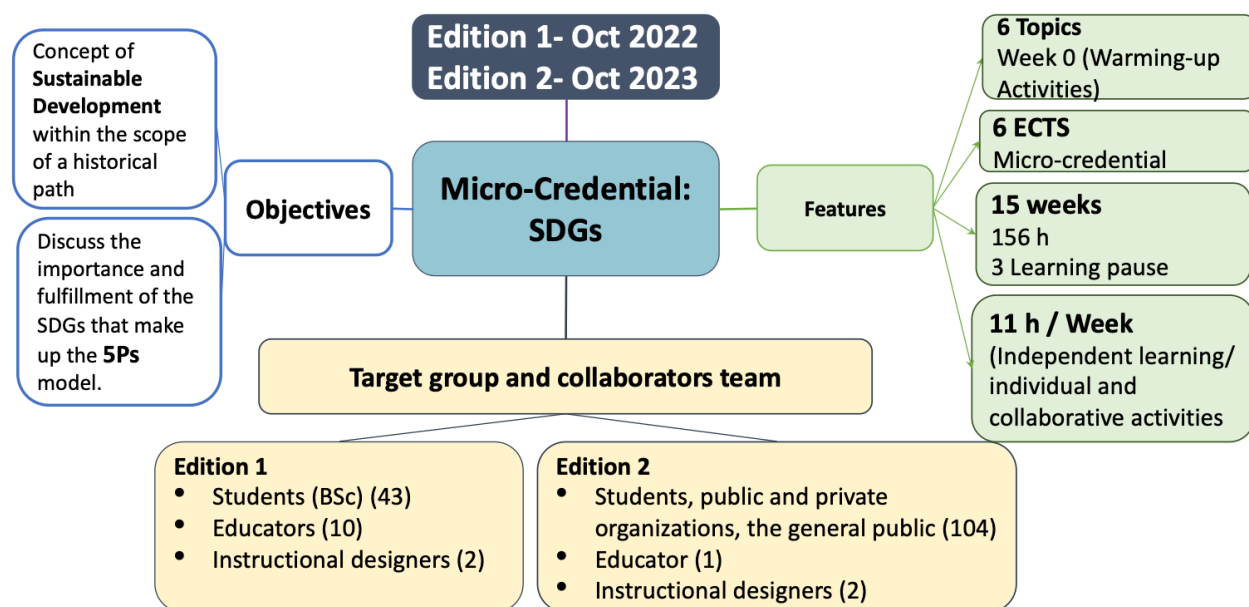 Edition 1- Oct 2022
Edition 2- Oct 2023
Concept of
Sustainable
Development
within the scope
of a historical
path
Discuss the
importance and
fulfillment of the
SDGs that make
up the 5Ps
model.
Objectives
Micro-Credential:
SDGs
Features
6 Topics
Week 0 (Warming-up
Activities)
6 ECTS
Micro-credential
15 weeks
156 h
3 Learning pause
11 h / Week
(Independent learning/
individual and
collaborative activities
Target group and collaborators team
Edition 1
• Students (BSc) (43)
• Educators (10)
• Instructional designers (2)
Edition 2
• Students, public and private
organizations, the general public (104)
• Educator (1)
• Instructional designers (2)